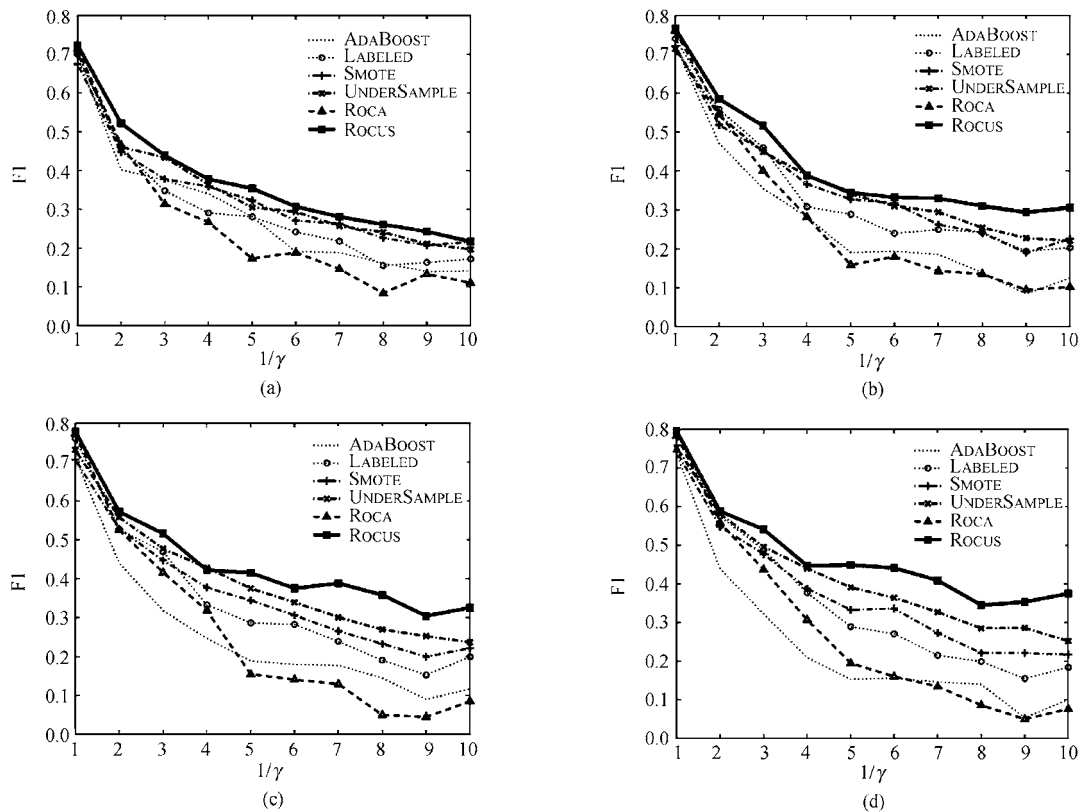 0.8
0.7
0.6
0.5
0.4
0.3
0.2
0.1
0.0
F1
1 2 3 4 5 6 7 8 9 10
1/γ
ADABOOST
LABELED
SMOTE
UNDERSAMPLE
ROCA
ROCUS
(a)
0.8
0.7
0.6
0.5
0.4
0.3
0.2
0.1
0.0
F1
1 2 3 4 5 6 7 8 9 10
1/γ
ADABOOST
LABELED
SMOTE
UNDERSAMPLE
ROCA
ROCUS
(b)
0.8
0.7
0.6
0.5
0.4
0.3
0.2
0.1
0.0
F1
1 2 3 4 5 6 7 8 9 10
1/γ
ADABOOST
LABELED
SMOTE
UNDERSAMPLE
ROCA
ROCUS
(c)
0.8
0.7
0.6
0.5
0.4
0.3
0.2
0.1
0.0
F1
1 2 3 4 5 6 7 8 9 10
1/γ
ADABOOST
LABELED
SMOTE
UNDERSAMPLE
ROCA
ROCUS
(d)